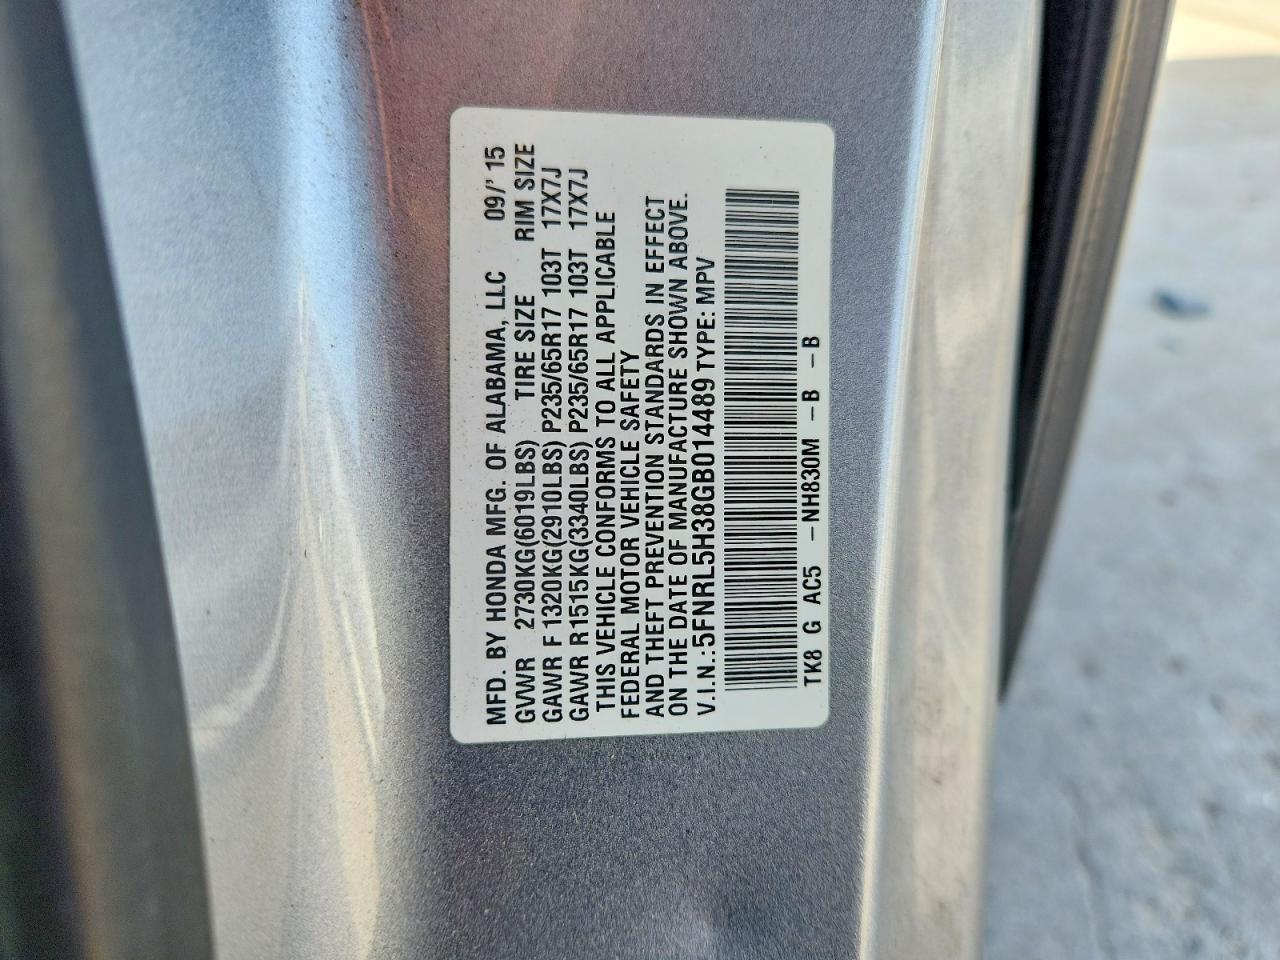 MFD. BY HONDA MFG. OF ALABAMA, LLC 09/' 15
GVWR 2730KG(6019LBS) TIRE SIZE RIM SIZE
GAWR F 1320KG(2910LBS) P235/65R17 103T 17X7J
GAWR R 1515KG(3340LBS) P235/65R17 103T 17X7J
THIS VEHICLE CONFORMS TO ALL APPLICABLE
FEDERAL MOTOR VEHICLE SAFETY
AND THEFT PREVENTION STANDARDS IN EFFECT
ON THE DATE OF MANUFACTURE SHOWN ABOVE.
V.I.N.:5FNRL5H38GB014489 TYPE: MPV
TK8 G AC5 -NH830M -B -B